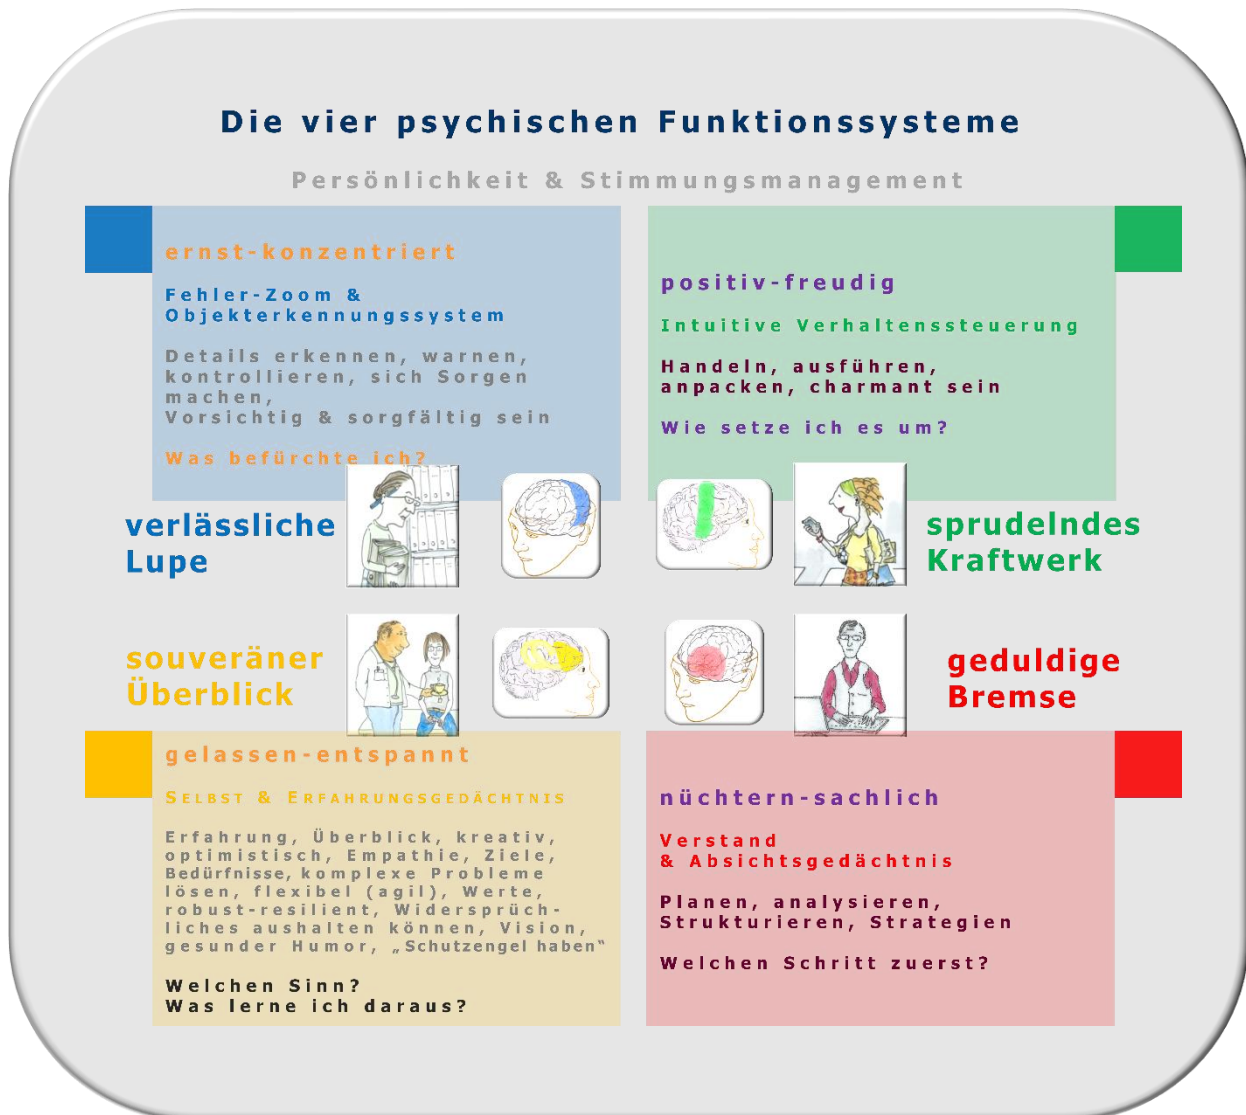 Die vier psychischen Funktionssysteme
Persönlichkeit & Stimmungsmanagement
ernst-konzentriert
Fehler-Zoom &
Objekterkennungssystem
Details erkennen, warnen,
kontrollieren, sich Sorgen
machen,
Vorsichtig & sorgfältig sein
Was befürchte ich?
verlässliche
Lupe
positiv-freudig
Intuitive Verhaltenssteuerung
Handeln, ausführen,
anpacken, charmant sein
Wie setze ich es um?
sprudelndes
Kraftwerk
souveräner
Überblick
gelassen-entspannt
SELBST & ERFAHRUNGSGEDÄCHTNIS
Erfahrung, Überblick, kreativ,
optimistisch, Empathie, Ziele,
Bedürfnisse, komplexe Probleme
lösen, flexibel (agil), Werte,
robust-resilient, Widersprüch-
liches aushalten können, Vision,
gesunder Humor, „Schutzengel haben“
Welchen Sinn?
Was lerne ich daraus?
geduldige
Bremse
nüchtern-sachlich
Verstand
& Absichtsgedächtnis
Planen, analysieren,
Strukturieren, Strategien
Welchen Schritt zuerst?